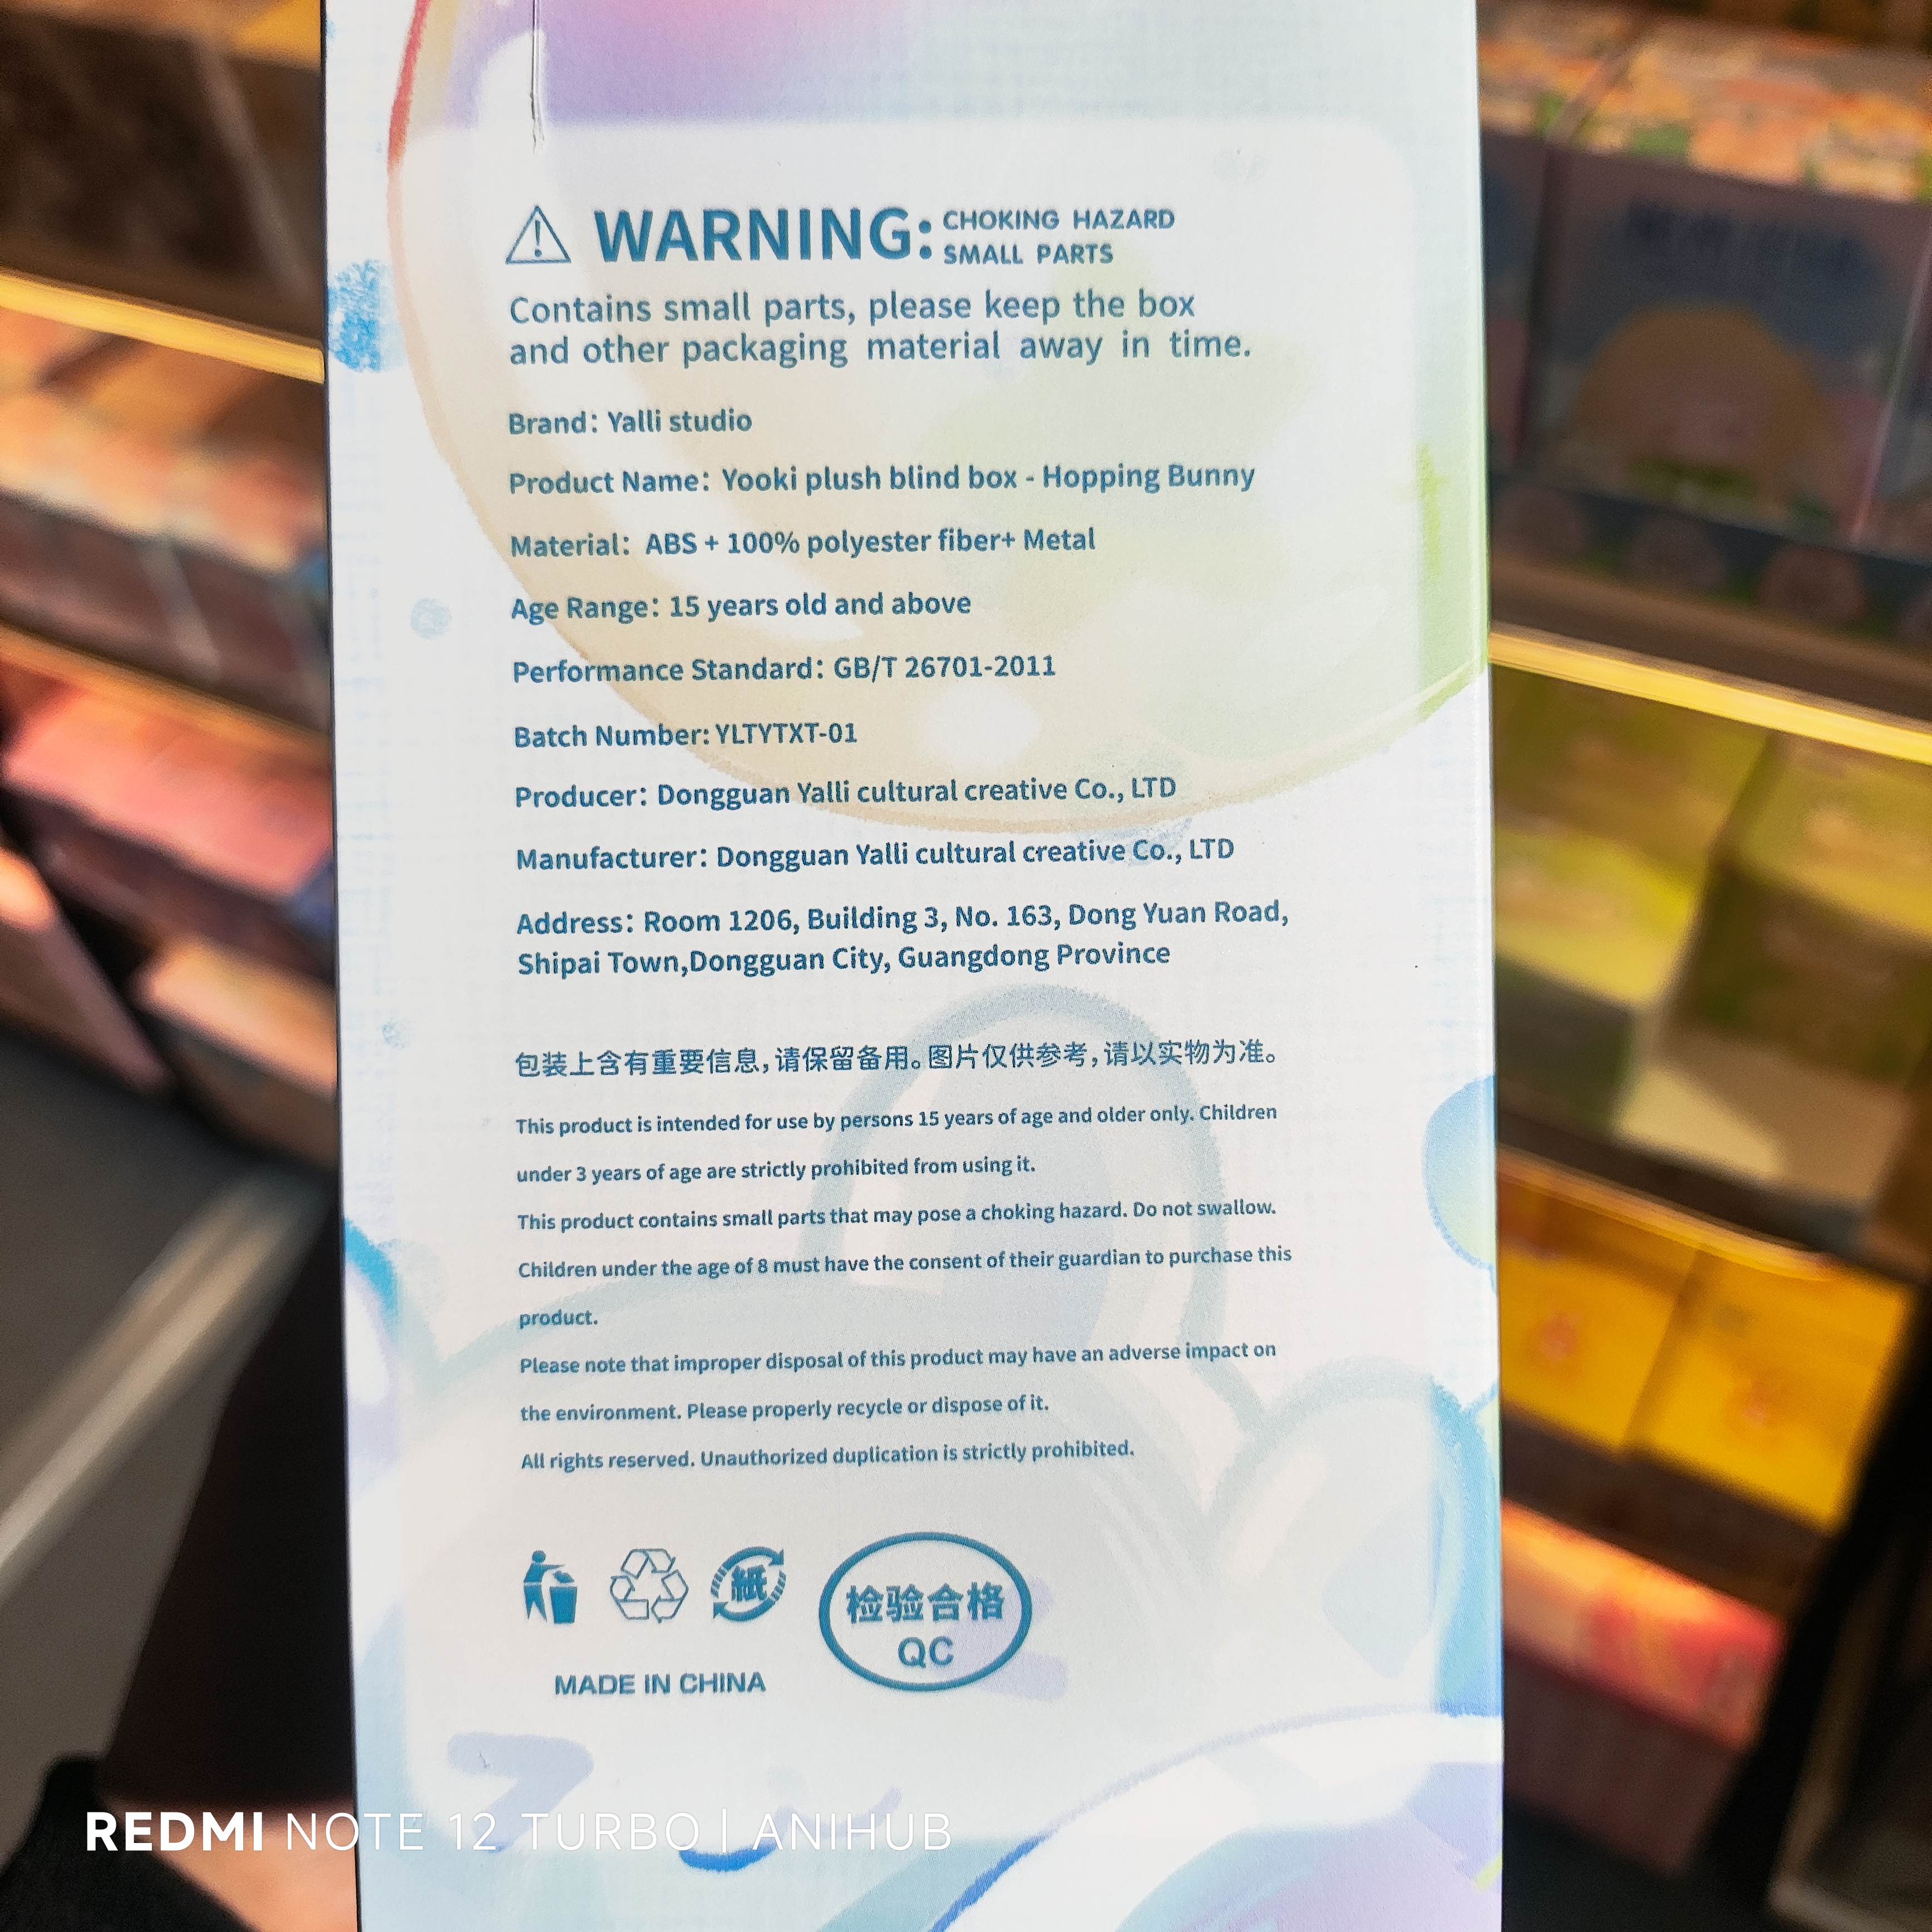 WARNING: CHOKING HAZARD
SMALL PARTS
Contains small parts, please keep the box
and other packaging material away in time.
Brand: Yalli studio
Product Name: Yooki plush blind box - Hopping Bunny
Material: ABS + 100% polyester fiber+ Metal
Age Range: 15 years old and above
Performance Standard: GB/T 26701-2011
Batch Number: YLTYTXT-01
Producer: Dongguan Yalli cultural creative Co., LTD
Manufacturer: Dongguan Yalli cultural creative Co., LTD
Address: Room 1206, Building 3, No. 163, Dong Yuan Road,
Shipai Town,Dongguan City, Guangdong Province
包装上含有重要信息,请保留备用。图片仅供参考,请以实物为准。
This product is intended for use by persons 15 years of age and older only. Children
under 3 years of age are strictly prohibited from using it.
This product contains small parts that may pose a choking hazard. Do not swallow.
Children under the age of 8 must have the consent of their guardian to purchase this
product.
Please note that improper disposal of this product may have an adverse impact on
the environment. Please properly recycle or dispose of it.
All rights reserved. Unauthorized duplication is strictly prohibited.
紙
检验合格
QC
MADE IN CHINA
REDMI NOTE 12 TURBO | ANIHUB